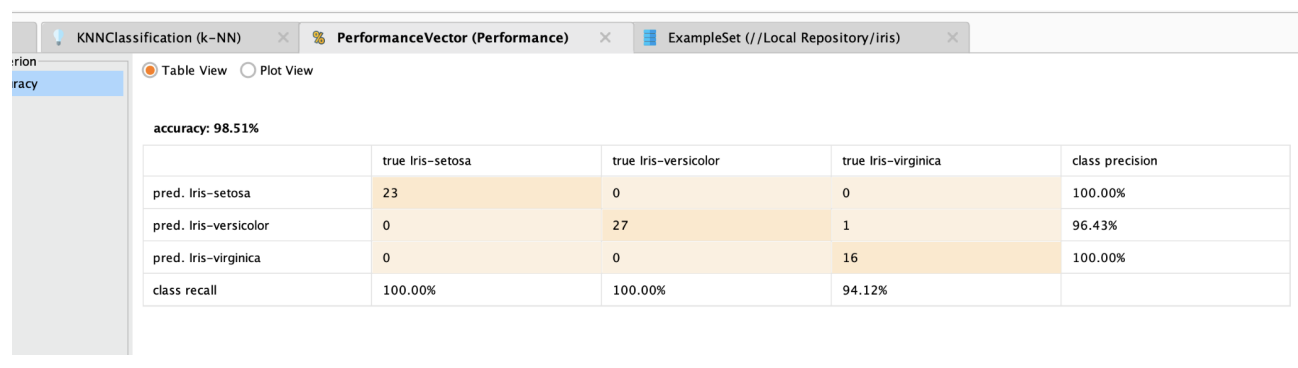 KNNClassification (k-NN) PerformanceVector (Performance) ExampleSet (//Local Repository/iris)
erion
Table View Plot View
racy
accuracy: 98.51%
true Iris-setosa true Iris-versicolor true Iris-virginica class precision
pred. Iris-setosa 23 0 0 100.00%
pred. Iris-versicolor 0 27 1 96.43%
pred. Iris-virginica 0 0 16 100.00%
class recall 100.00% 100.00% 94.12%